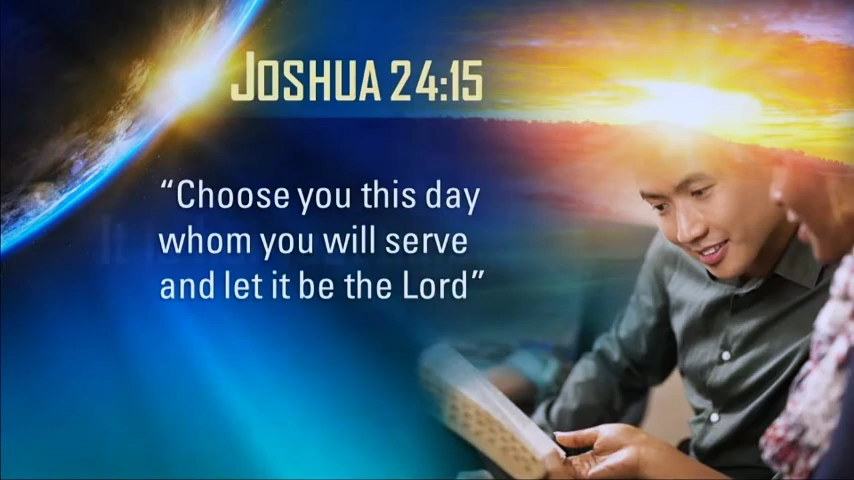 JOSHUA 24:15
“Choose you this day
whom you will serve
and let it be the Lord”